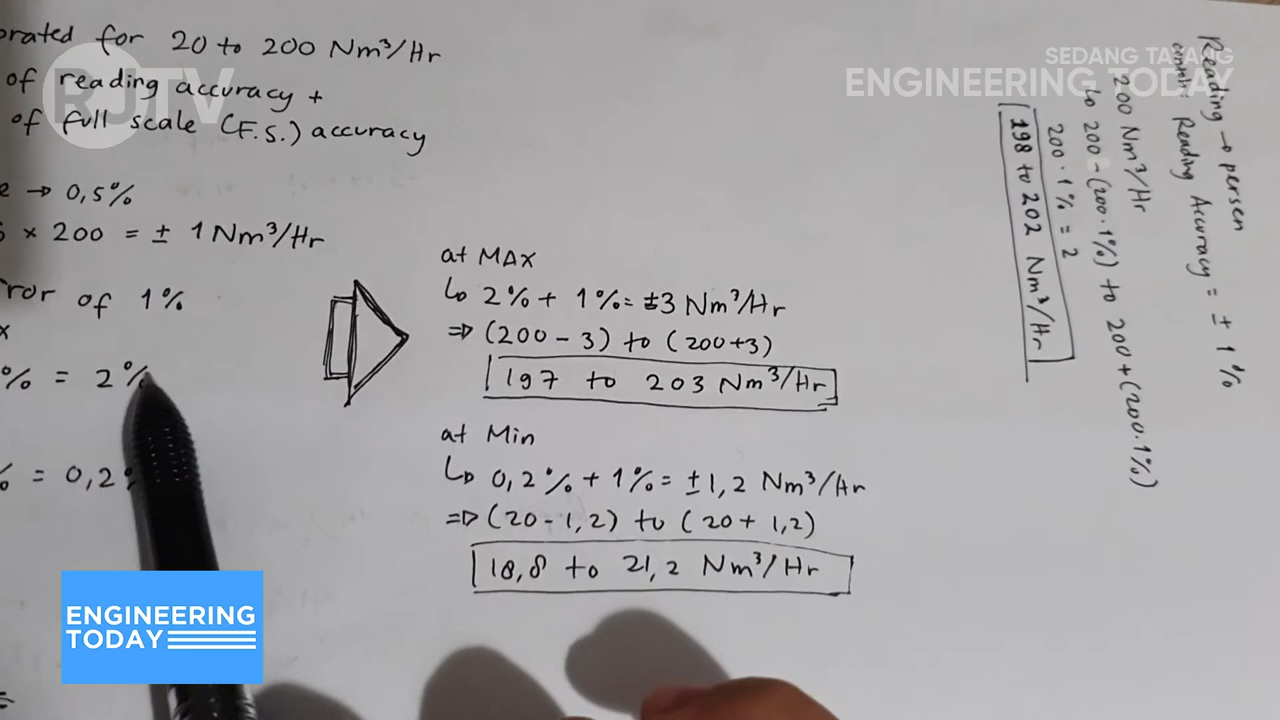 orated for 20 to 200 Nm³/Hr
of reading accuracy +
of full scale (F.S.) accuracy
e → 0,5%
5 × 200 = ± 1 Nm³/Hr
ror of 1%
x
% = 2%
% = 0,2%
at MAX
↳ 2% + 1% = ±3 Nm³/Hr
⇒ (200 - 3) to (200+3)
197 to 203 Nm³/Hr
at Min
↳ 0,2% + 1% = ±1,2 Nm³/Hr
⇒ (20 - 1,2) to (20 + 1,2)
18,8 to 21,2 Nm³/Hr
Reading → persen
contoh: Reading Accuracy = ± 1%
200 Nm³/Hr
↳ 200 - (200.1%) to 200 + (200.1%)
200 . 1% = 2
198 to 202 Nm³/Hr
RJTV
SEDANG TAYANG
ENGINEERING TODAY
ENGINEERING
TODAY